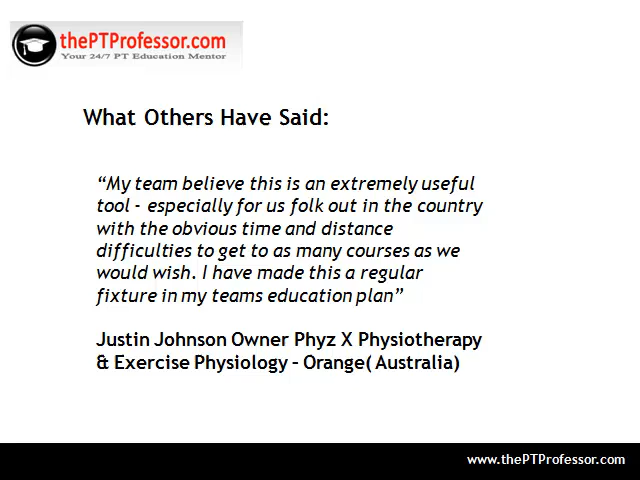 thePTProfessor.com
Your 24/7 PT Education Mentor
What Others Have Said:
“My team believe this is an extremely useful
tool - especially for us folk out in the country
with the obvious time and distance
difficulties to get to as many courses as we
would wish. I have made this a regular
fixture in my teams education plan”
Justin Johnson Owner Phyz X Physiotherapy
& Exercise Physiology – Orange( Australia)
www.thePTProfessor.com